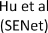 Hu et al
(SENet)